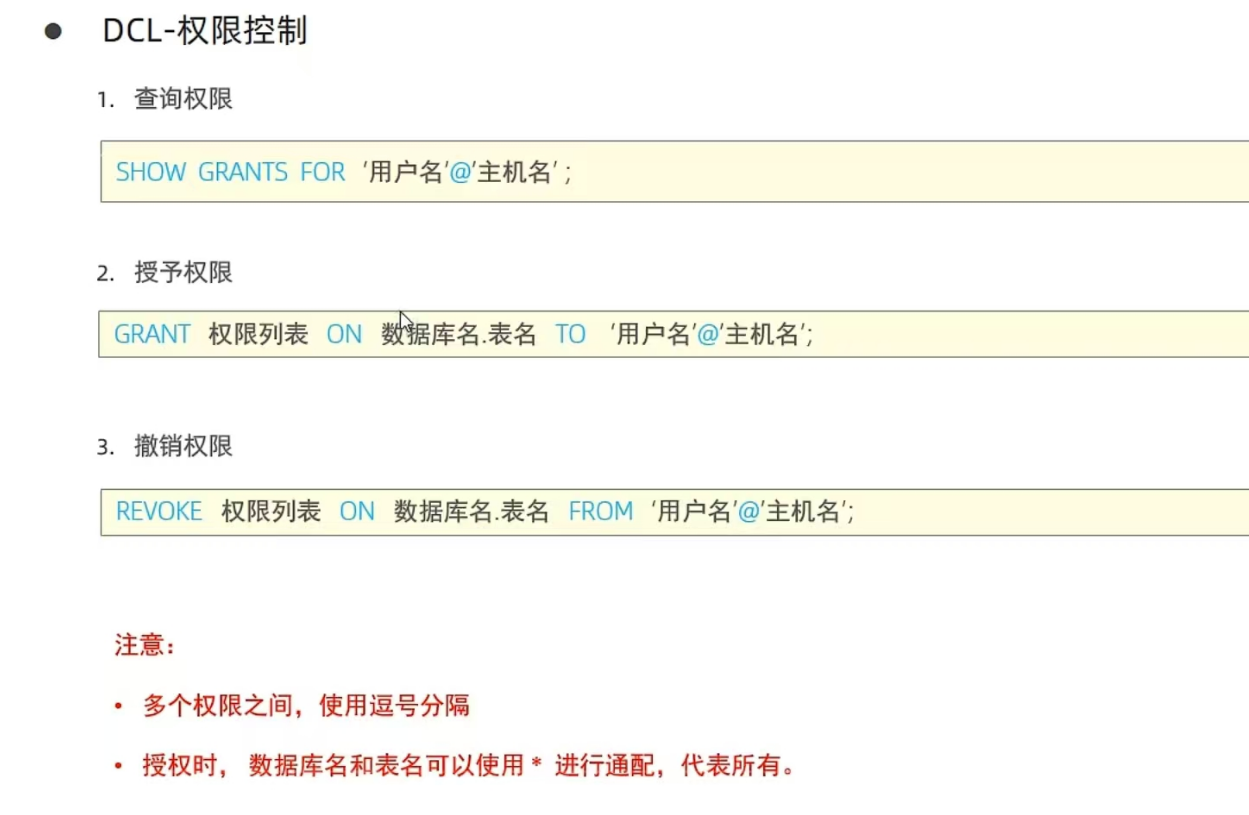 ● DCL-权限控制
1. 查询权限
SHOW GRANTS FOR '用户名'@'主机名' ;
2. 授予权限
GRANT 权限列表 ON 数据库名.表名 TO '用户名'@'主机名';
3. 撤销权限
REVOKE 权限列表 ON 数据库名.表名 FROM '用户名'@'主机名';
注意：
• 多个权限之间，使用逗号分隔
• 授权时， 数据库名和表名可以使用 * 进行通配，代表所有。